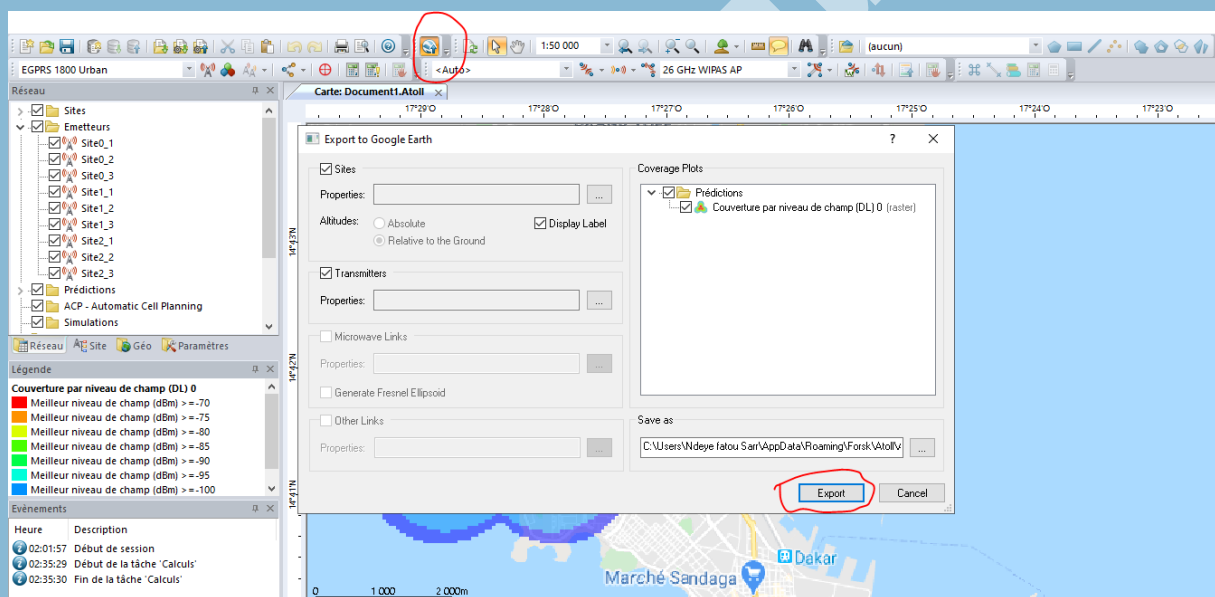 1:50 000
(aucun)
EGPRS 1800 Urban
<Auto>
26 GHz WIPAS AP
Réseau
Sites
Emetteurs
Site0_1
Site0_2
Site0_3
Site1_1
Site1_2
Site1_3
Site2_1
Site2_2
Site2_3
Prédictions
ACP - Automatic Cell Planning
Simulations
Réseau
Site
Géo
Paramètres
Légende
Couverture par niveau de champ (DL) 0
Meilleur niveau de champ (dBm) >=-70
Meilleur niveau de champ (dBm) >=-75
Meilleur niveau de champ (dBm) >=-80
Meilleur niveau de champ (dBm) >=-85
Meilleur niveau de champ (dBm) >=-90
Meilleur niveau de champ (dBm) >=-95
Meilleur niveau de champ (dBm) >=-100
Evènements
Heure Description
02:01:57 Début de session
02:35:29 Début de la tâche 'Calculs'
02:35:30 Fin de la tâche 'Calculs'
Carte: Document1.Atoll
17°29'O 17°28'O 17°27'O 17°26'O 17°25'O 17°24'O 17°23'O
14°43'N
14°42'N
14°41'N
Export to Google Earth
Sites
Properties:
...
Altitudes:
Absolute
Display Label
Relative to the Ground
Transmitters
Properties:
...
Microwave Links
Properties:
...
Generate Fresnel Ellipsoid
Other Links
Properties:
...
Coverage Plots
Prédictions
Couverture par niveau de champ (DL) 0 (raster)
Save as
C:\Users\Ndeye fatou Sarr\AppData\Roaming\Forsk\Atoll\
...
Export
Cancel
Dakar
Marché Sandaga
0 1 000 2 000m